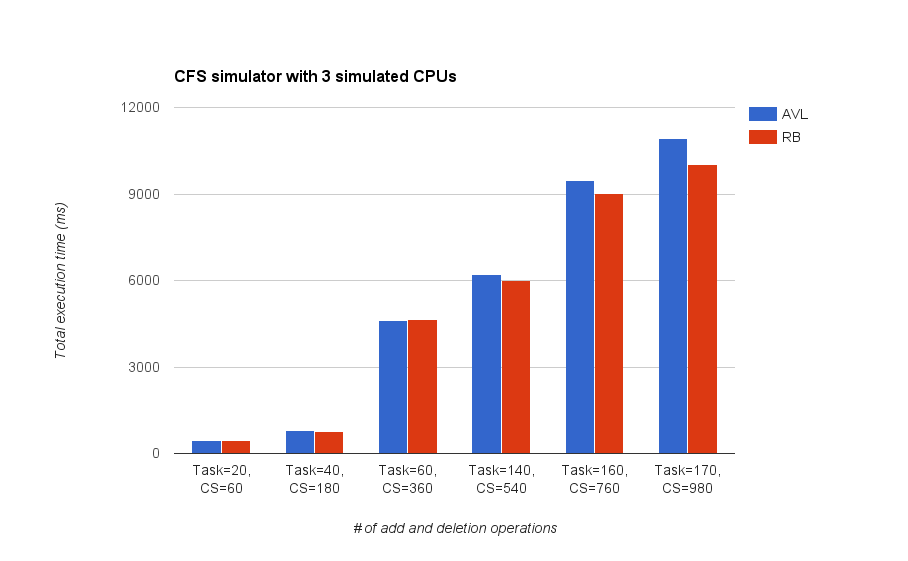 CFS simulator with 3 simulated CPUs
12000
9000
6000
3000
0
Total execution time (ms)
AVL
RB
Task=20,
CS=60
Task=40,
CS=180
Task=60,
CS=360
Task=140,
CS=540
Task=160,
CS=760
Task=170,
CS=980
# of add and deletion operations